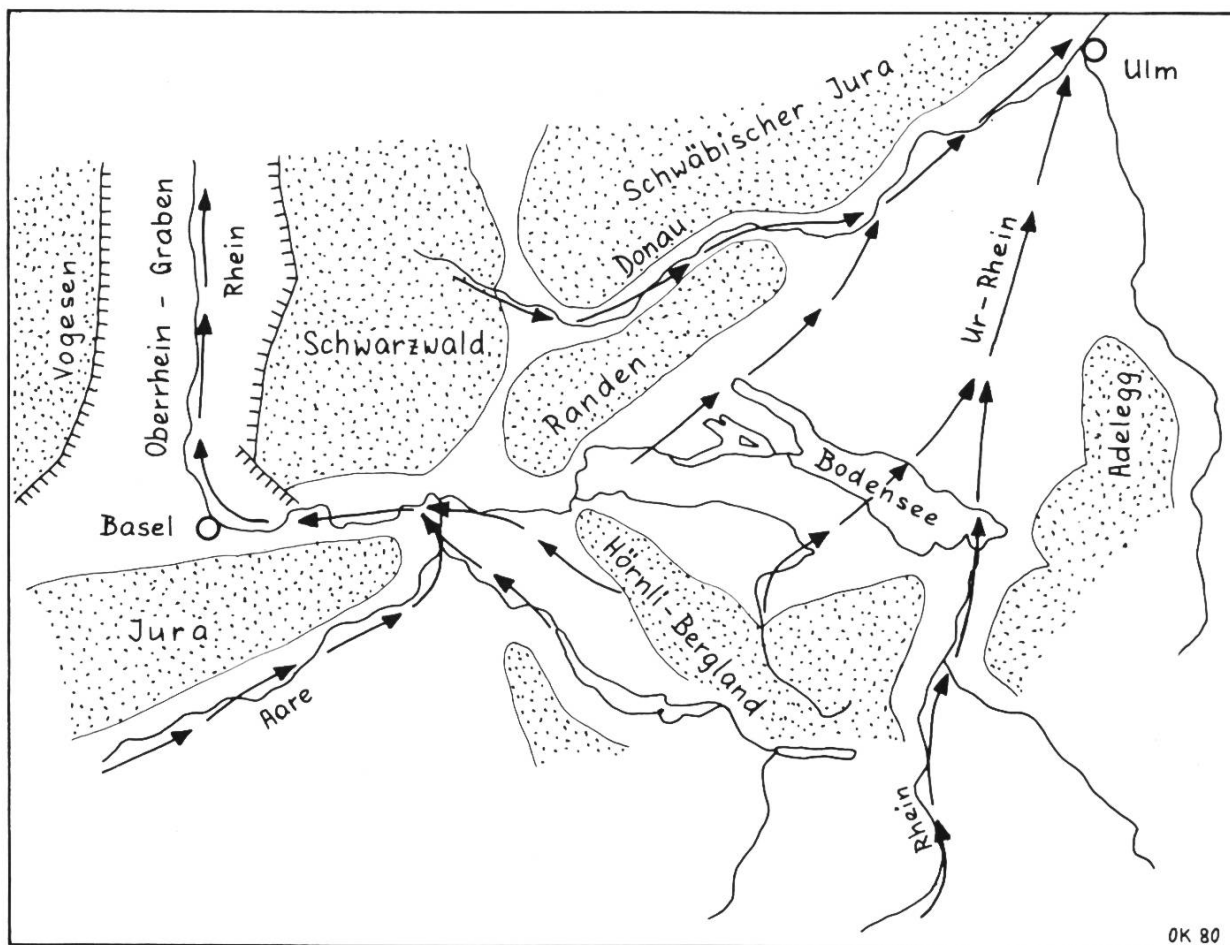 Ulm
Schwäbischer Jura
Donau
Vogesen
Oberrhein - Graben
Rhein
Schwarzwald
Randen
Ur-Rhein
Adelegg
Bodensee
Basel
Jura
Hörnli-Bergland
Aare
Rhein
OK 80